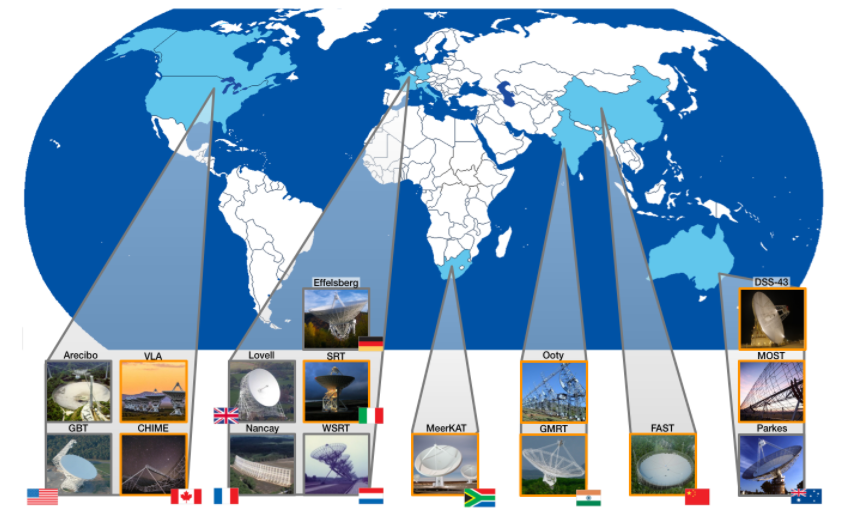 Effelsberg
DSS-43
Arecibo VLA Lovell SRT Ooty MOST
GBT CHIME Nancay WSRT MeerKAT GMRT FAST Parkes